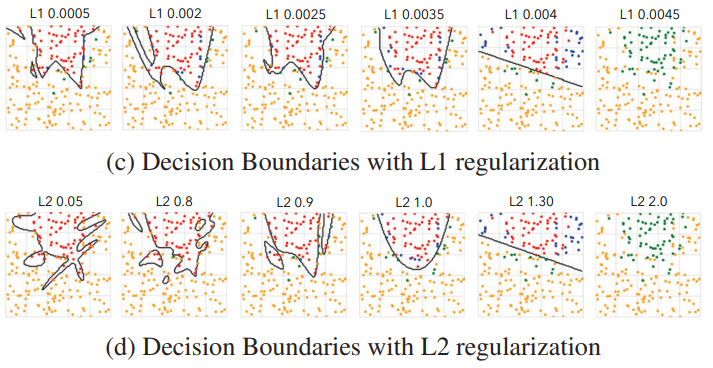 L1 0.0005 L1 0.002 L1 0.0025 L1 0.0035 L1 0.004 L1 0.0045
(c) Decision Boundaries with L1 regularization
L2 0.05 L2 0.8 L2 0.9 L2 1.0 L2 1.30 L2 2.0
(d) Decision Boundaries with L2 regularization